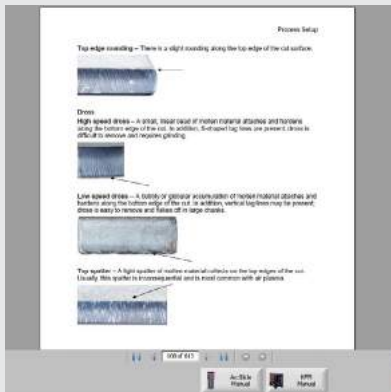 Process Setup
Top edge rounding – There is a slight rounding along the top edge of the cut surface.
Dross
High speed dross – A small, linear bead of molten material attaches and hardens
along the bottom edge of the cut. In addition, S-shaped lag lines are present; dross is
difficult to remove and requires grinding.
Low speed dross – A bubbly or globular accumulation of molten material attaches and
hardens along the bottom edge of the cut. In addition, vertical lag lines may be present;
dross is easy to remove and flakes off in large chunks.
Top spatter – A light spatter of molten material collects on the top edges of the cut.
Usually, this spatter is inconsequential and is most common with air plasma.
of 613
Manual
HPR
Manual